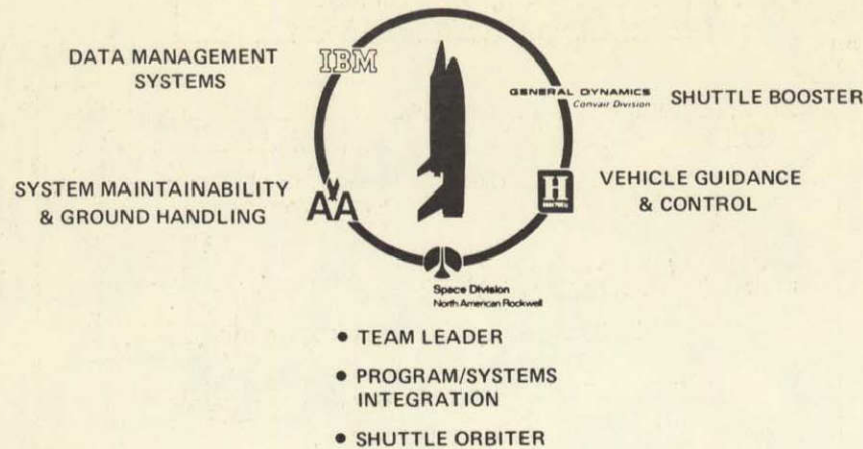 DATA MANAGEMENT
SYSTEMS
IBM
GENERAL DYNAMICS
Convair Division
SHUTTLE BOOSTER
SYSTEM MAINTAINABILITY
& GROUND HANDLING
AA
H
VEHICLE GUIDANCE
& CONTROL
Space Division
North American Rockwell
• TEAM LEADER
• PROGRAM/SYSTEMS
INTEGRATION
• SHUTTLE ORBITER